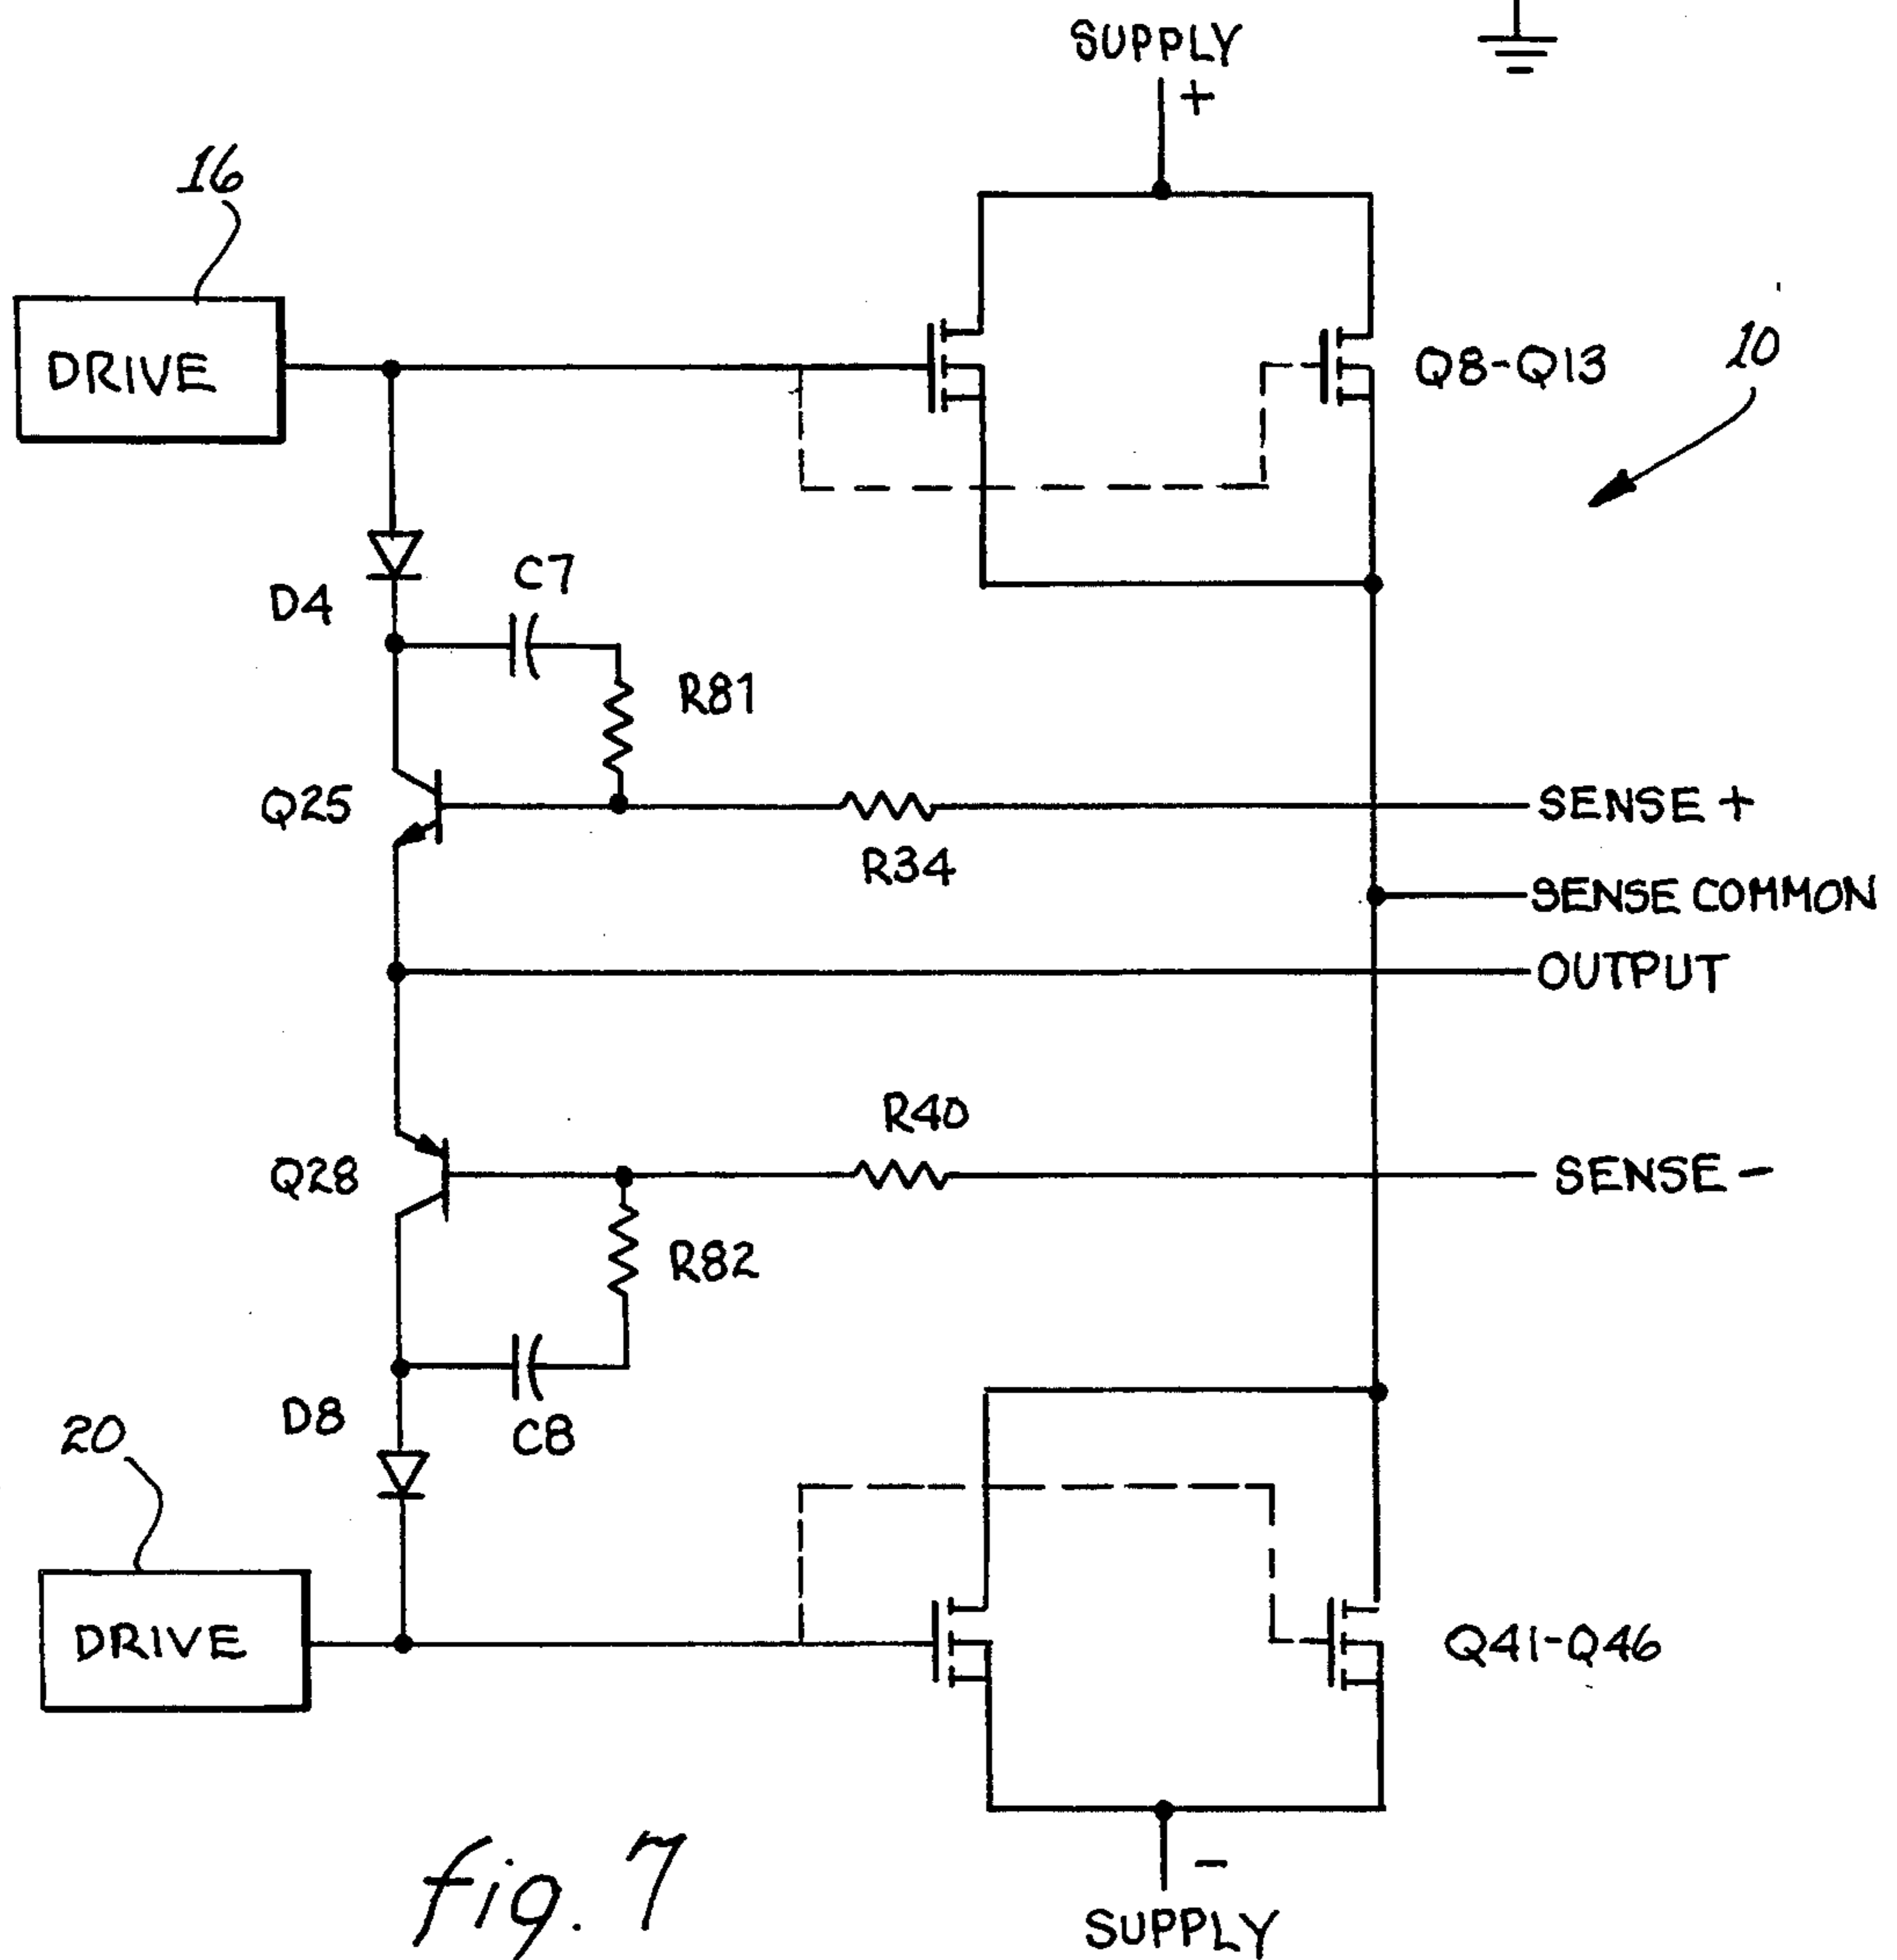 SUPPLY
+
16
DRIVE
Q8-Q13
10
C7
D4
R81
Q25
SENSE +
R34
SENSE COMMON
OUTPUT
R40
Q28
SENSE -
R82
D8
C8
20
DRIVE
Q41-Q46
-
SUPPLY
fig. 7